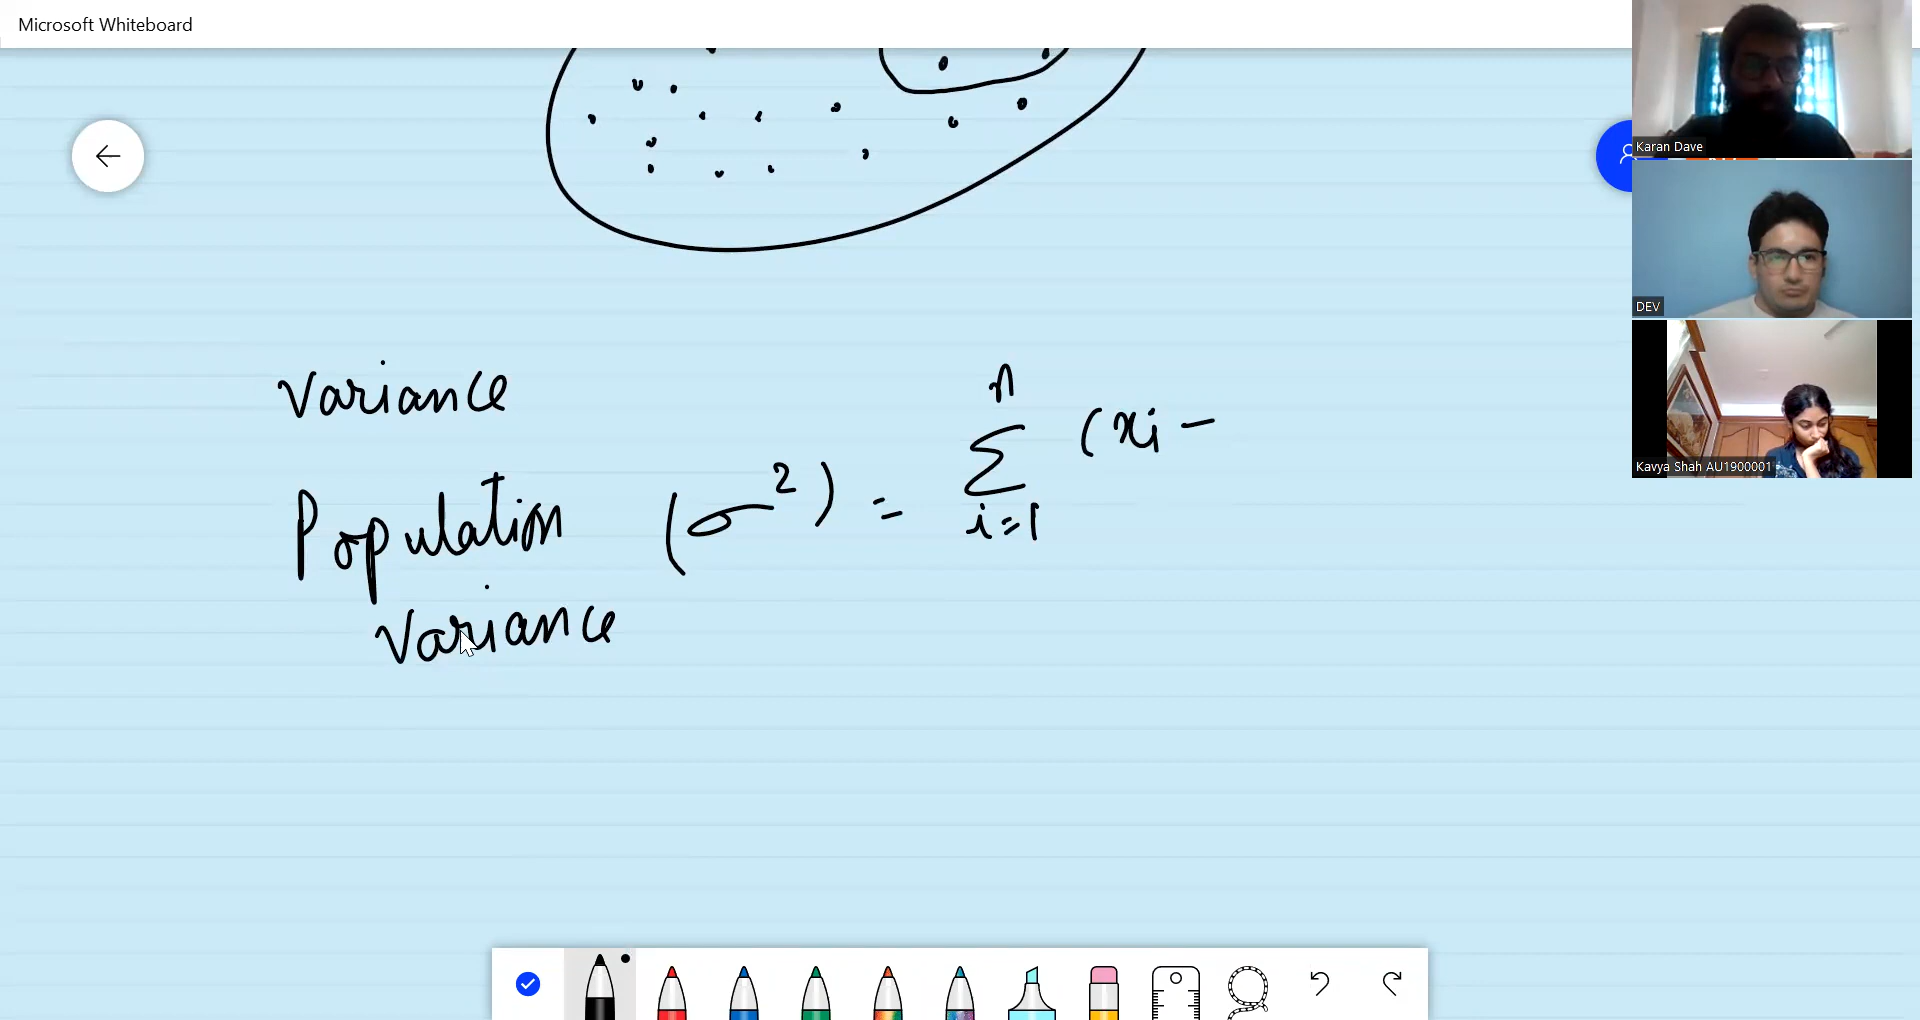 Microsoft Whiteboard
Karan Dave
DEV
Kavya Shah AU1900001
Variance
Population (σ²) = n ∑ i=1 (xi −
Variance